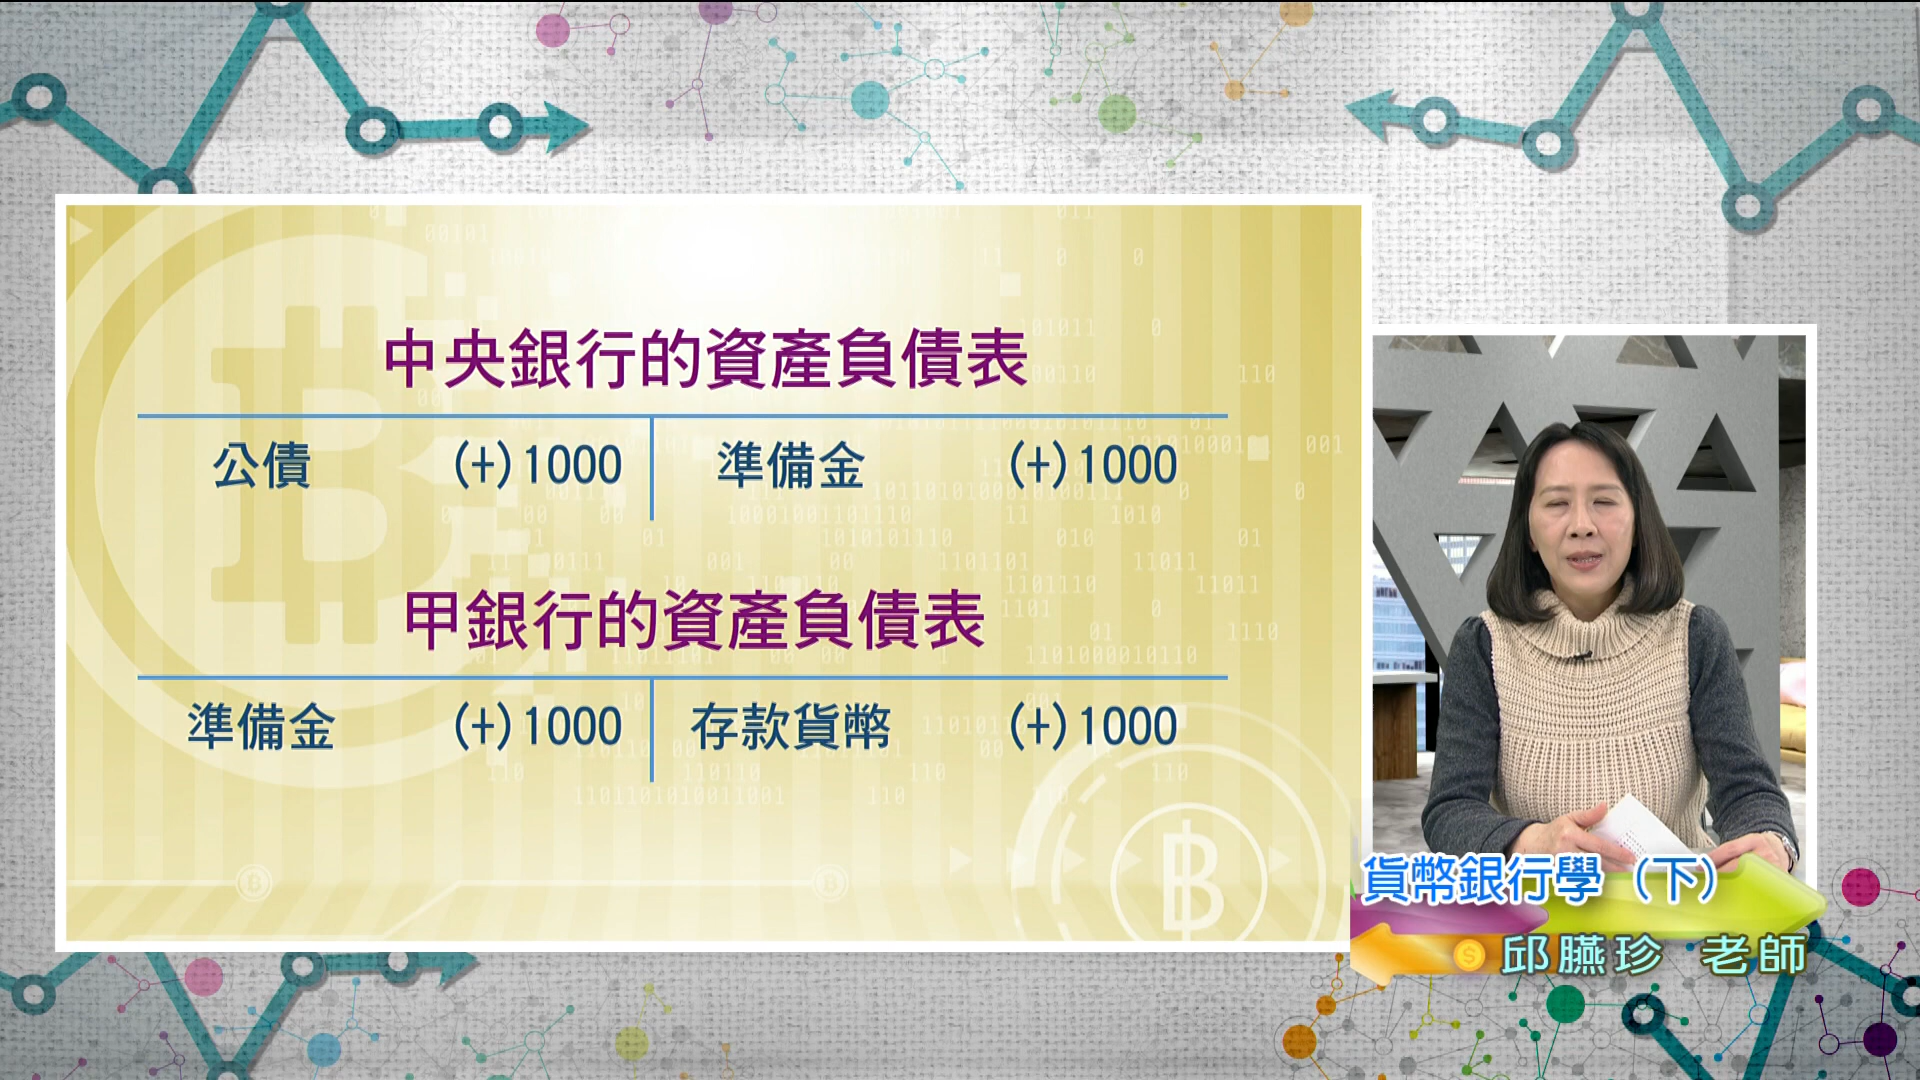 中央銀行的資產負債表
公債 (+)1000 準備金 (+)1000
甲銀行的資產負債表
準備金 (+)1000 存款貨幣 (+)1000
貨幣銀行學（下）
邱臙珍 老師